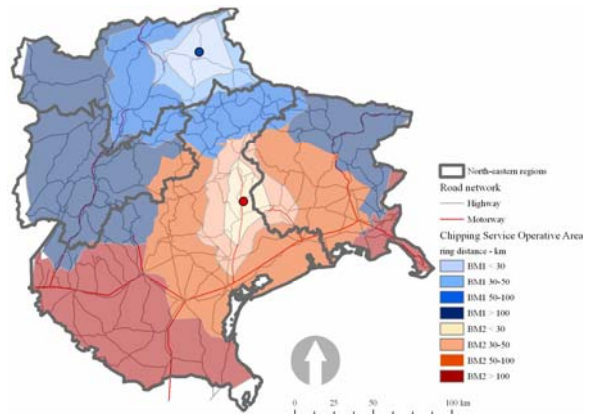 North-eastern regions
Road network
Highway
Motorway
Chipping Service Operative Area
ring distance - km
BM1 < 30
BM1 30-50
BM1 50-100
BM1 > 100
BM2 < 30
BM2 30-50
BM2 50-100
BM2 > 100
0 25 50 100 km